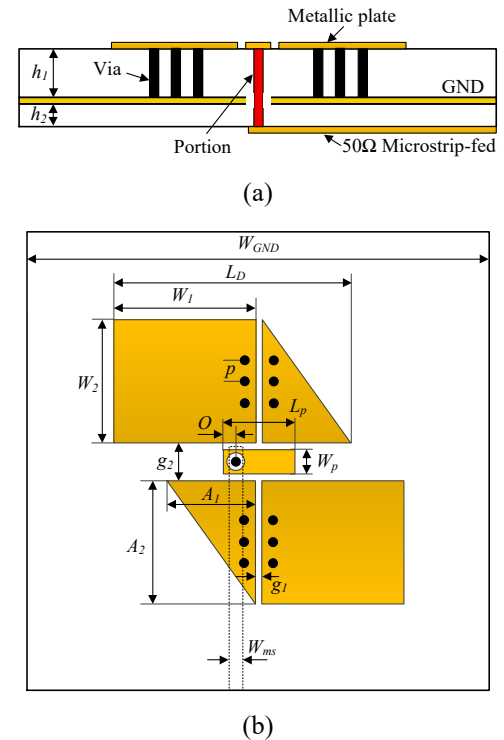 Metallic plate
h1
Via
GND
h2
Portion
50Ω Microstrip-fed
(a)
WGND
LD
W1
W2
p
Lp
O
Wp
g2
A1
A2
g1
Wms
(b)